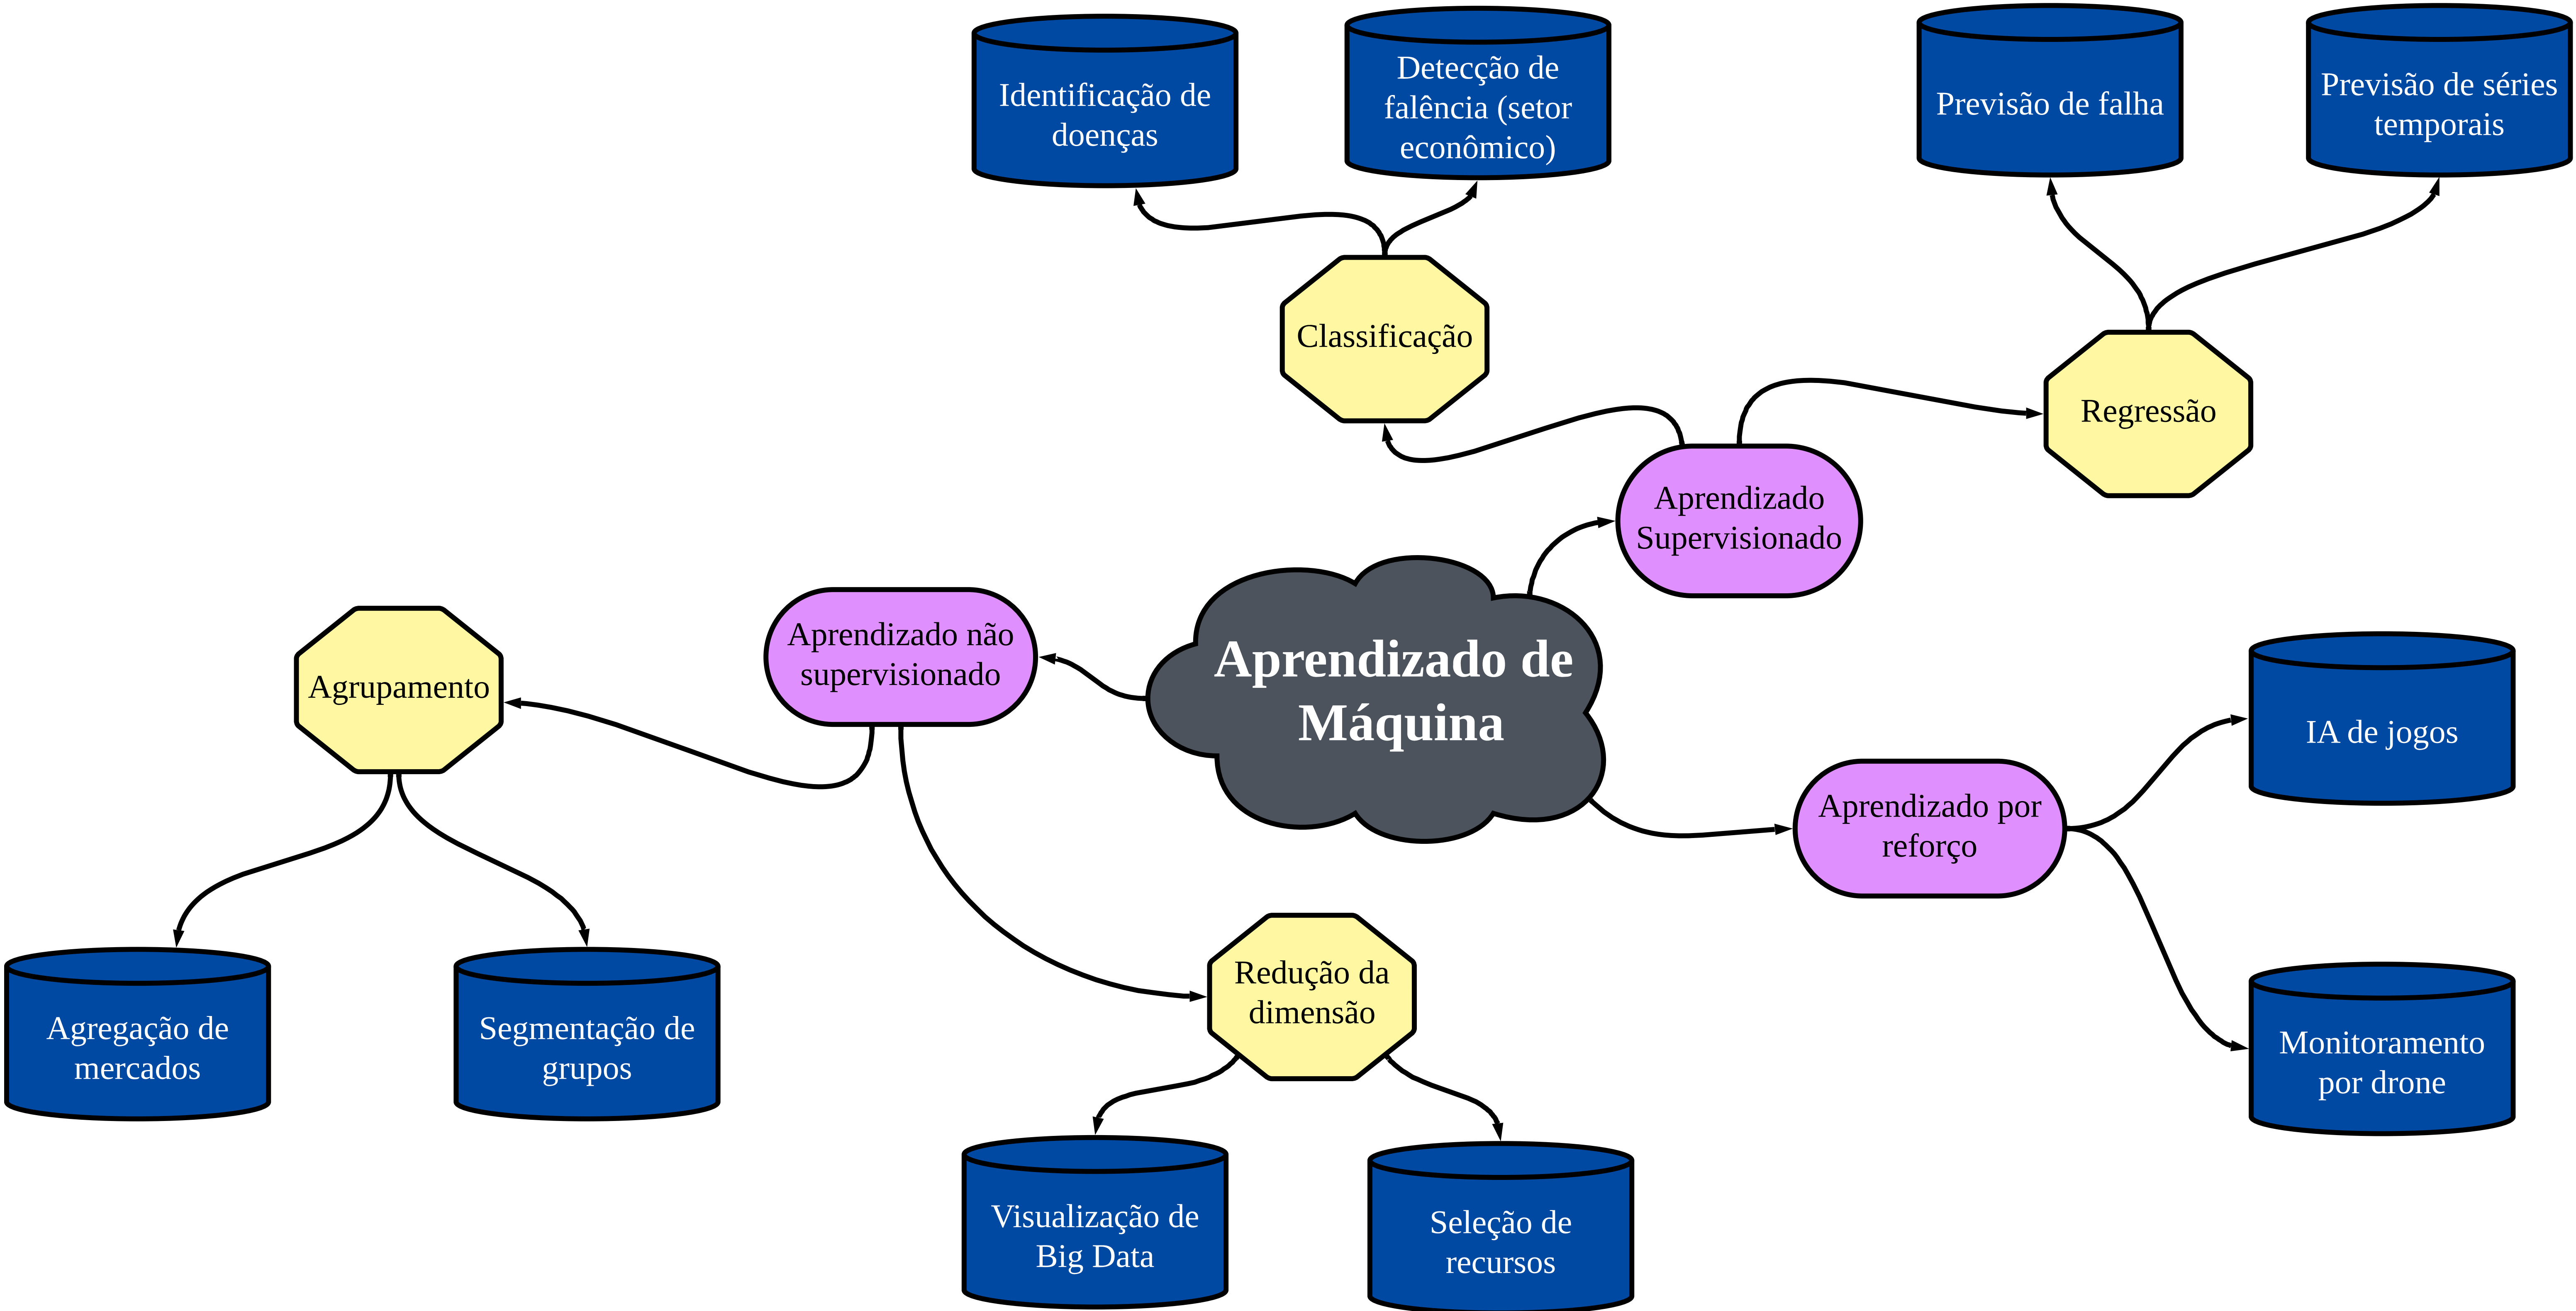 Identificação de
doenças
Detecção de
falência (setor
econômico)
Previsão de falha
Previsão de séries
temporais
Classificação
Regressão
Aprendizado
Supervisionado
Aprendizado não
supervisionado
Agrupamento
Aprendizado de
Máquina
IA de jogos
Aprendizado por
reforço
Redução da
dimensão
Agregação de
mercados
Segmentação de
grupos
Monitoramento
por drone
Visualização de
Big Data
Seleção de
recursos